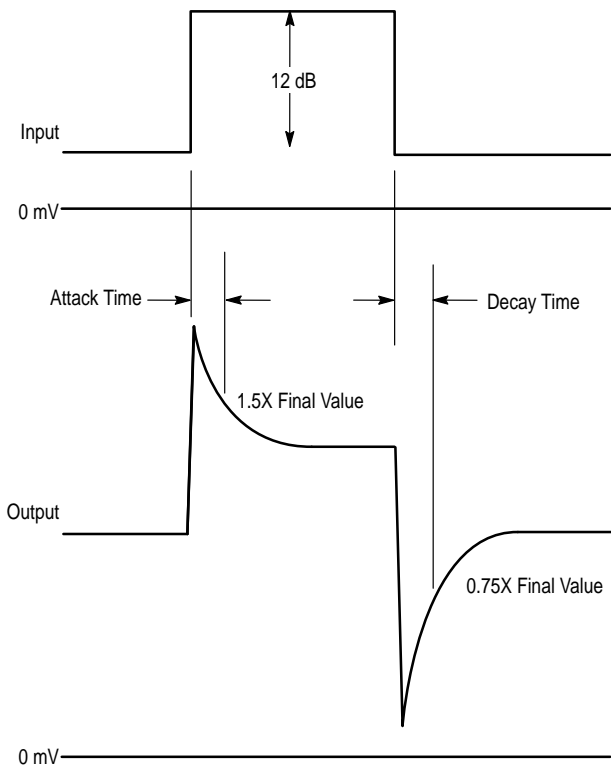 12 dB
Input
0 mV
Attack Time
Decay Time
1.5X Final Value
Output
0.75X Final Value
0 mV